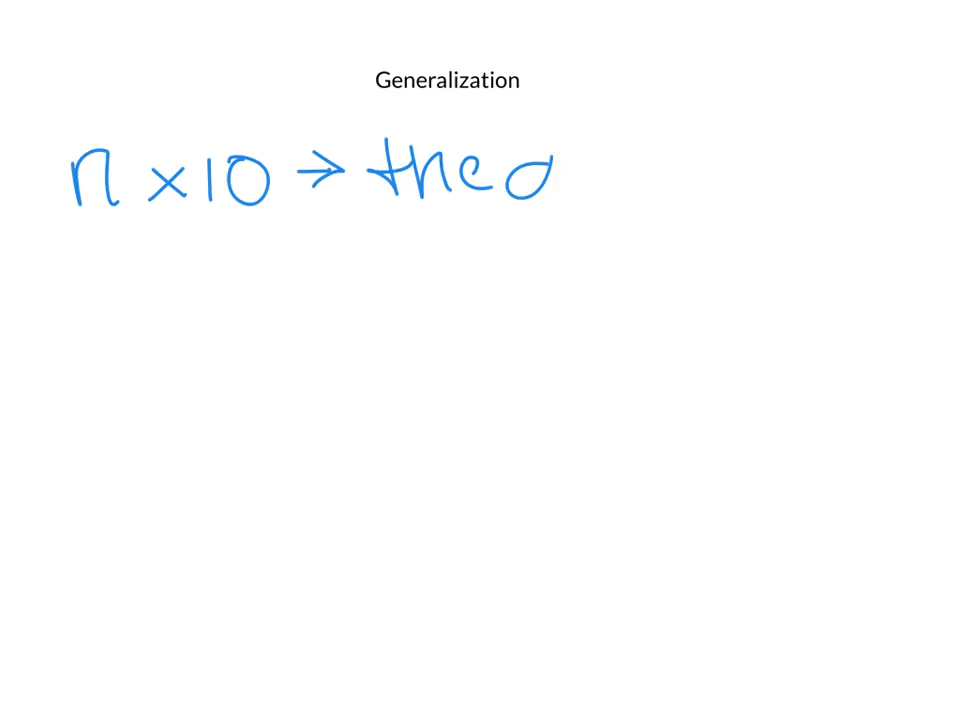 Generalization
n × 10 → the